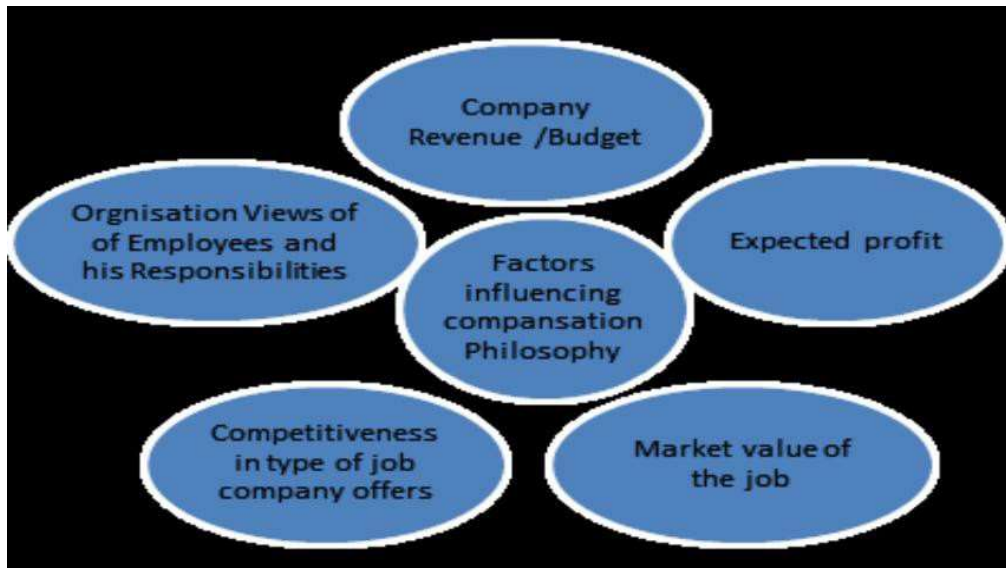 Company
Revenue /Budget
Orgnisation Views of
of Employees and
his Responsibilities
Expected profit
Factors
influencing
compansation
Philosophy
Competitiveness
in type of job
company offers
Market value of
the job